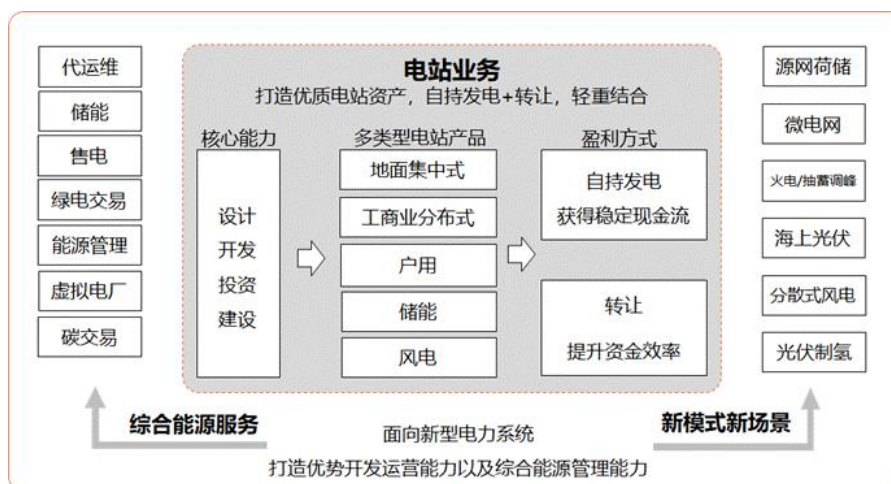 代运维
储能
售电
绿电交易
能源管理
虚拟电厂
碳交易
电站业务
打造优质电站资产，自持发电+转让，轻重结合
核心能力
设计
开发
投资
建设
多类型电站产品
地面集中式
工商业分布式
户用
储能
风电
盈利方式
自持发电
获得稳定现金流
转让
提升资金效率
源网荷储
微电网
火电/抽蓄调峰
海上光伏
分散式风电
光伏制氢
综合能源服务
新模式新场景
面向新型电力系统
打造优势开发运营能力以及综合能源管理能力